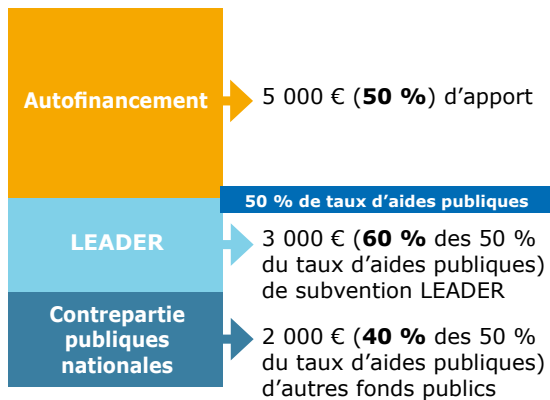 Autofinancement
5 000 € (50 %) d’apport
50 % de taux d’aides publiques
LEADER
3 000 € (60 % des 50 %
du taux d’aides publiques)
de subvention LEADER
Contrepartie
publiques
nationales
2 000 € (40 % des 50 %
du taux d’aides publiques)
d’autres fonds publics